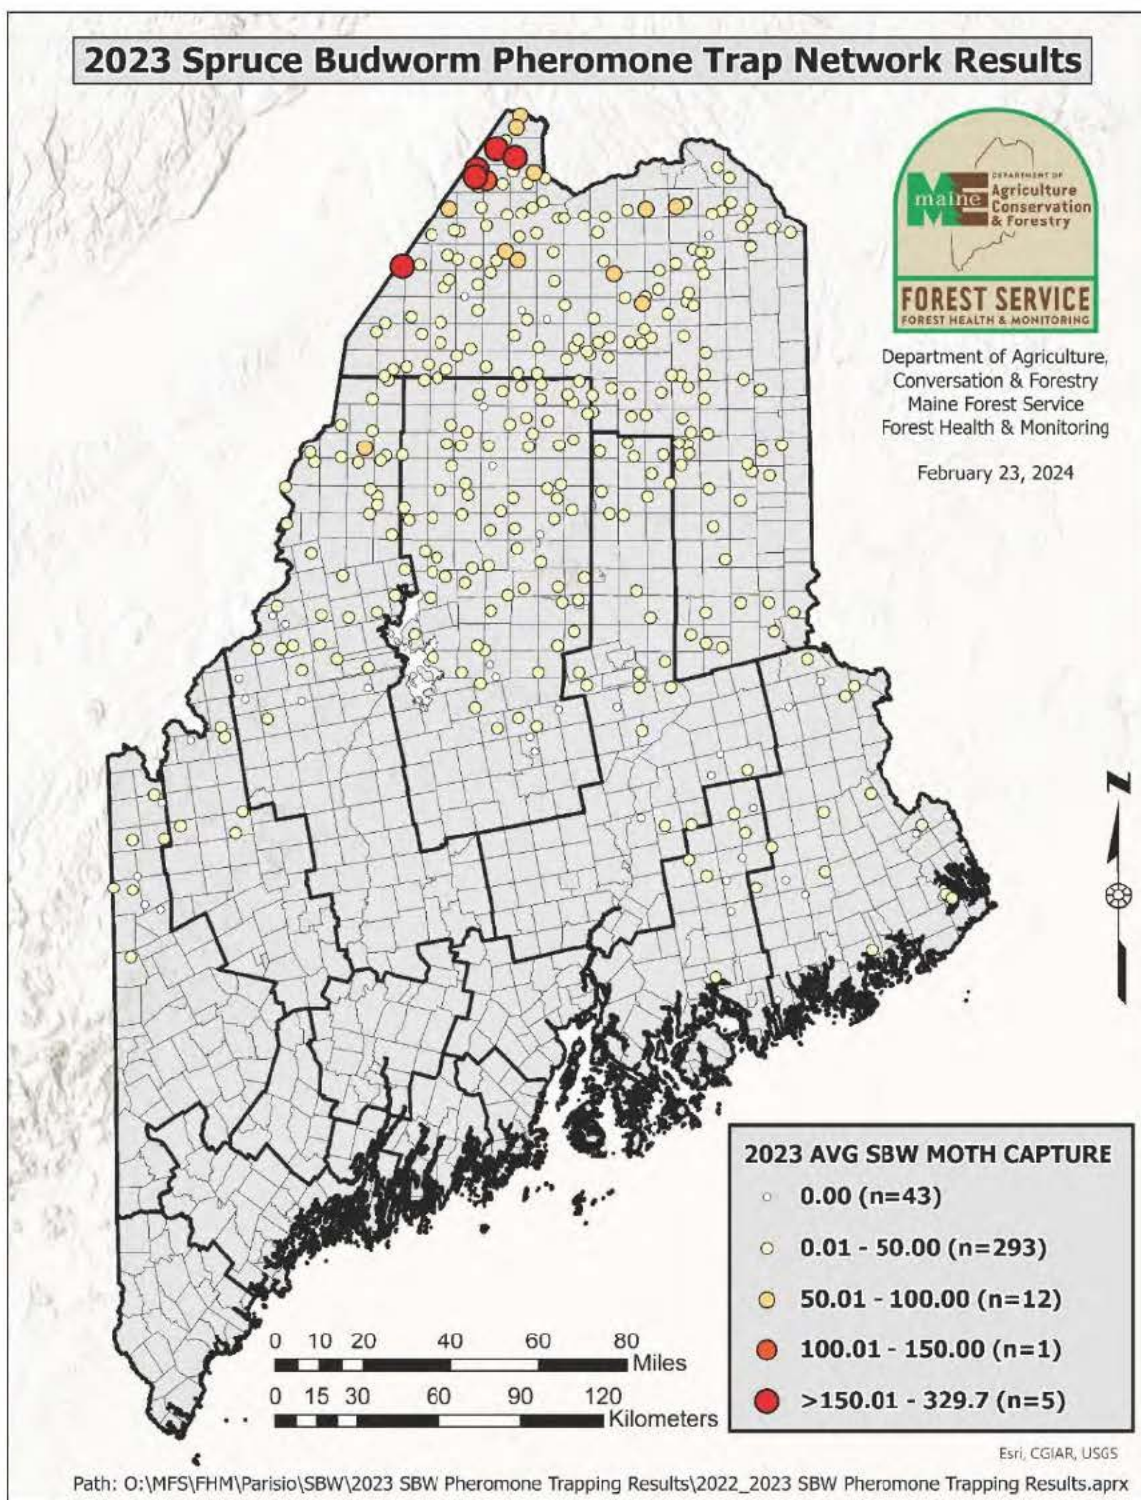 2023 Spruce Budworm Pheromone Trap Network Results
DEPARTMENT OF
maine
Agriculture
Conservation
& Forestry
FOREST SERVICE
FOREST HEALTH & MONITORING
Department of Agriculture,
Conversation & Forestry
Maine Forest Service
Forest Health & Monitoring
February 23, 2024
N
2023 AVG SBW MOTH CAPTURE
0.00 (n=43)
0.01 - 50.00 (n=293)
50.01 - 100.00 (n=12)
100.01 - 150.00 (n=1)
>150.01 - 329.7 (n=5)
0 10 20 40 60 80
Miles
0 15 30 60 90 120
Kilometers
Esri, CGIAR, USGS
Path: O:\MFS\FHM\Parisio\SBW\2023 SBW Pheromone Trapping Results\2022_2023 SBW Pheromone Trapping Results.aprx